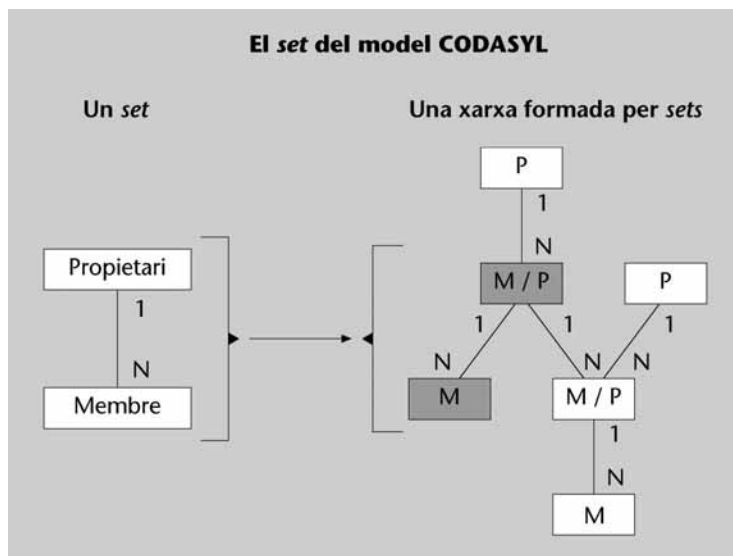 El set del model CODASYL
Un set
Una xarxa formada per sets
Propietari
1
N
Membre
P
1
N
M / P
P
1
1
1
N
N
N
M
M / P
1
N
M